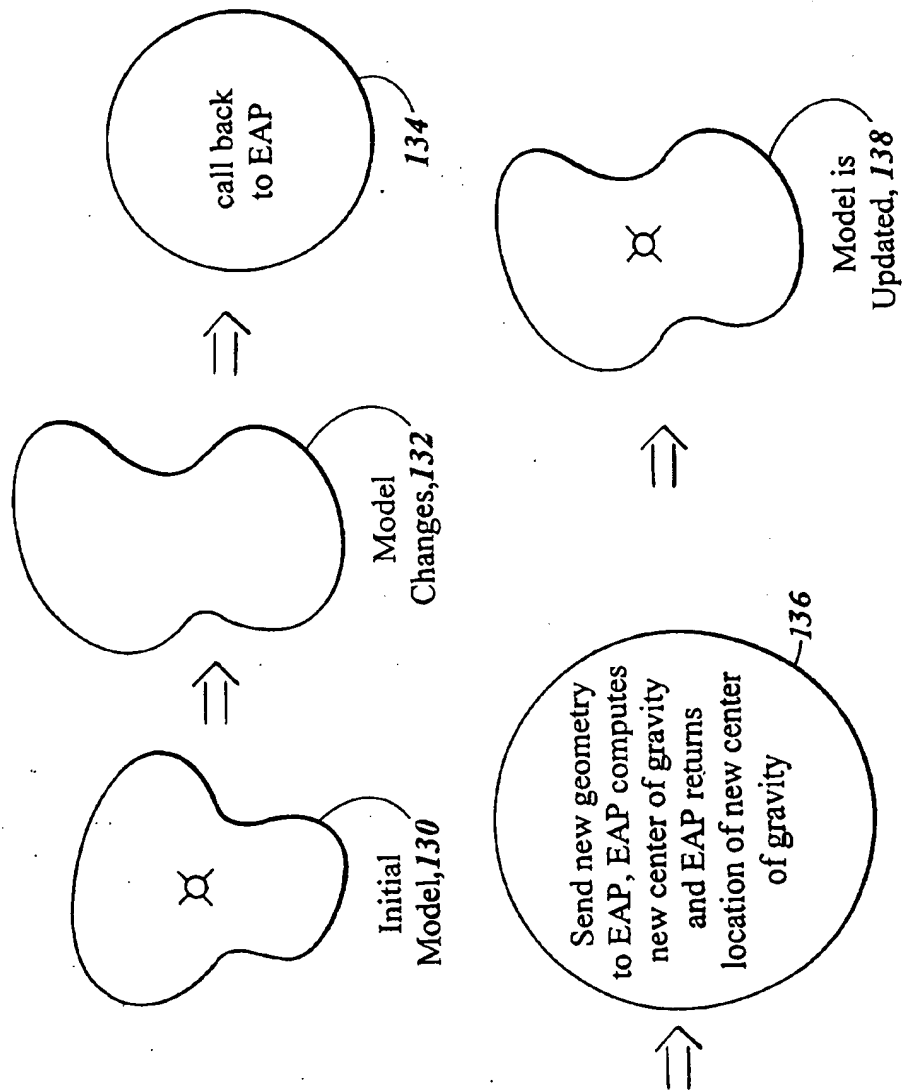 Initial
Model,130
Model
Changes,132
call back
to EAP
134
Send new geometry
to EAP, EAP computes
new center of gravity
and EAP returns
location of new center
of gravity
136
Model is
Updated, 138